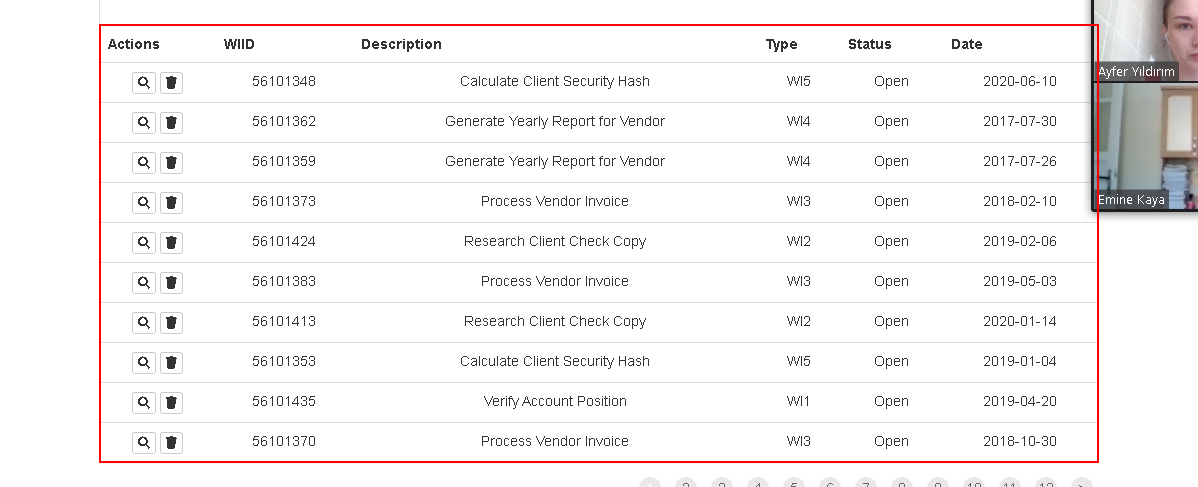 Actions WIID Description Type Status Date
56101348 Calculate Client Security Hash WI5 Open 2020-06-10
56101362 Generate Yearly Report for Vendor WI4 Open 2017-07-30
56101359 Generate Yearly Report for Vendor WI4 Open 2017-07-26
56101373 Process Vendor Invoice WI3 Open 2018-02-10
56101424 Research Client Check Copy WI2 Open 2019-02-06
56101383 Process Vendor Invoice WI3 Open 2019-05-03
56101413 Research Client Check Copy WI2 Open 2020-01-14
56101353 Calculate Client Security Hash WI5 Open 2019-01-04
56101435 Verify Account Position WI1 Open 2019-04-20
56101370 Process Vendor Invoice WI3 Open 2018-10-30
1 2 3 4 5 6 7 8 9 10 11 12 >
Ayfer Yıldırım
Emine Kaya